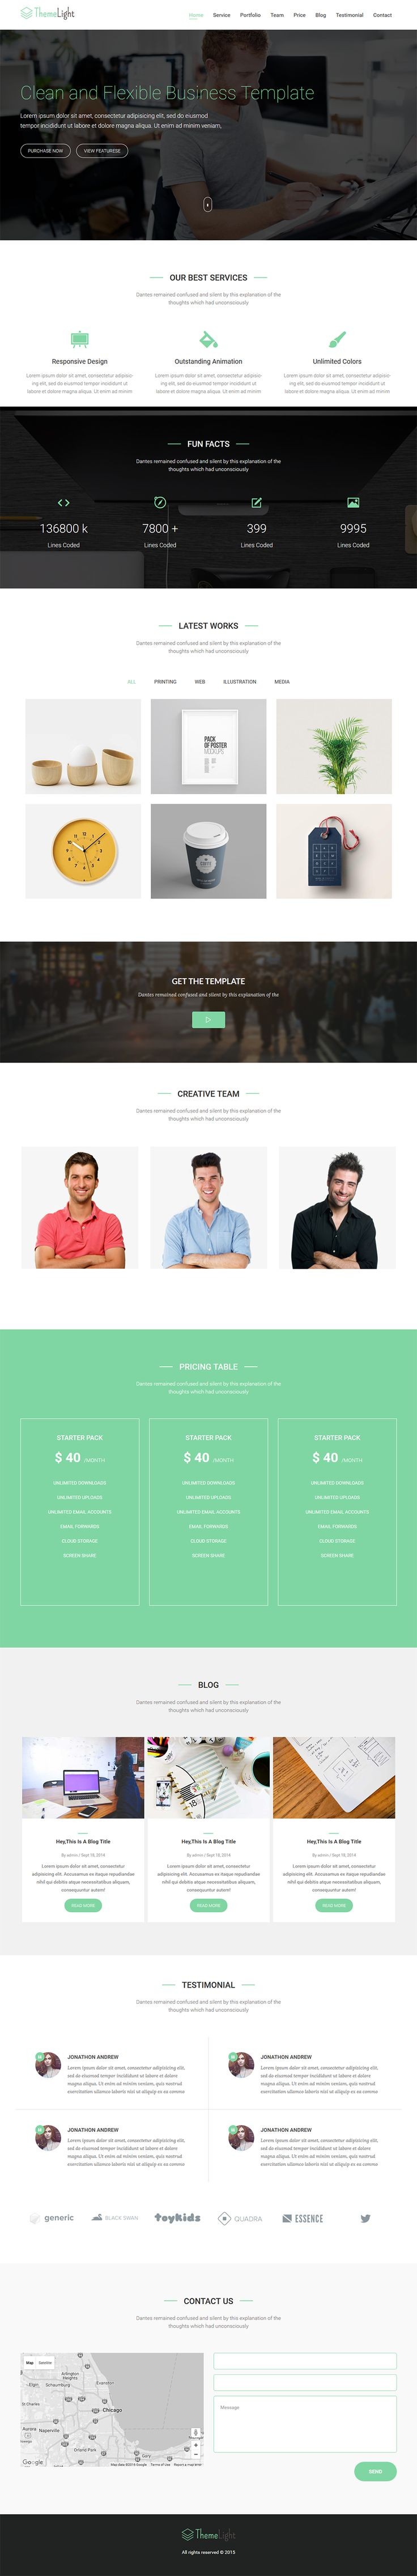 ThemeLight
Home Service Portfolio Team Price Blog Testimonial Contact
Clean and Flexible Business Template
Lorem ipsum dolor sit amet, consectetur adipisicing elit, sed do eiusmod
tempor incididunt ut labore et dolore magna aliqua. Ut enim ad minim veniam,
PURCHASE NOW VIEW FEATURESE
OUR BEST SERVICES
Dantes remained confused and silent by this explanation of the
thoughts which had unconsciously
Responsive Design Outstanding Animation Unlimited Colors
Lorem ipsum dolor sit amet, consectetur adipisic-
ing elit, sed do eiusmod tempor incididunt ut
labore et dolore magna aliqua. Ut enim ad minim
Lorem ipsum dolor sit amet, consectetur adipisic-
ing elit, sed do eiusmod tempor incididunt ut
labore et dolore magna aliqua. Ut enim ad minim
Lorem ipsum dolor sit amet, consectetur adipisic-
ing elit, sed do eiusmod tempor incididunt ut
labore et dolore magna aliqua. Ut enim ad minim
FUN FACTS
Dantes remained confused and silent by this explanation of the
thoughts which had unconsciously
136800 k 7800 + 399 9995
Lines Coded Lines Coded Lines Coded Lines Coded
LATEST WORKS
Dantes remained confused and silent by this explanation of the
thoughts which had unconsciously
ALL PRINTING WEB ILLUSTRATION MEDIA
PACK
OF POSTER
MOCKUPS
GET THE TEMPLATE
Dantes remained confused and silent by this explanation of the
CREATIVE TEAM
Dantes remained confused and silent by this explanation of the
thoughts which had unconsciously
PRICING TABLE
Dantes remained confused and silent by this explanation of the
thoughts which had unconsciously
STARTER PACK STARTER PACK STARTER PACK
$ 40 /MONTH $ 40 /MONTH $ 40 /MONTH
UNLIMITED DOWNLOADS UNLIMITED DOWNLOADS UNLIMITED DOWNLOADS
UNLIMITED UPLOADS UNLIMITED UPLOADS UNLIMITED UPLOADS
UNLIMITED EMAIL ACCOUNTS UNLIMITED EMAIL ACCOUNTS UNLIMITED EMAIL ACCOUNTS
EMAIL FORWARDS EMAIL FORWARDS EMAIL FORWARDS
CLOUD STORAGE CLOUD STORAGE CLOUD STORAGE
SCREEN SHARE SCREEN SHARE SCREEN SHARE
BLOG
Dantes remained confused and silent by this explanation of the
thoughts which had unconsciously
Hey,This Is A Blog Title Hey,This Is A Blog Title Hey,This Is A Blog Title
By admin / Sept 18, 2014 By admin / Sept 18, 2014 By admin / Sept 18, 2014
Lorem ipsum dolor sit amet, consectetur
adipisicing elit. Accusamus ex itaque repudiandae
nihil qui debitis atque necessitatibus aliquam,
consequuntur autem!
Lorem ipsum dolor sit amet, consectetur
adipisicing elit. Accusamus ex itaque repudiandae
nihil qui debitis atque necessitatibus aliquam,
consequuntur autem!
Lorem ipsum dolor sit amet, consectetur
adipisicing elit. Accusamus ex itaque repudiandae
nihil qui debitis atque necessitatibus aliquam,
consequuntur autem!
READ MORE READ MORE READ MORE
TESTIMONIAL
Dantes remained confused and silent by this explanation of the
thoughts which had unconsciously
JONATHON ANDREW
Lorem ipsum dolor sit amet, consectetur adipisicing elit,
sed do eiusmod tempor incididunt ut labore et dolore
magna aliqua. Ut enim ad minim veniam, quis nostrud
exercitation ullamco laboris nisi ut aliquip ex ea commo
JONATHON ANDREW
Lorem ipsum dolor sit amet, consectetur adipisicing elit,
sed do eiusmod tempor incididunt ut labore et dolore
magna aliqua. Ut enim ad minim veniam, quis nostrud
exercitation ullamco laboris nisi ut aliquip ex ea commo
JONATHON ANDREW
Lorem ipsum dolor sit amet, consectetur adipisicing elit,
sed do eiusmod tempor incididunt ut labore et dolore
magna aliqua. Ut enim ad minim veniam, quis nostrud
exercitation ullamco laboris nisi ut aliquip ex ea commo
JONATHON ANDREW
Lorem ipsum dolor sit amet, consectetur adipisicing elit,
sed do eiusmod tempor incididunt ut labore et dolore
magna aliqua. Ut enim ad minim veniam, quis nostrud
exercitation ullamco laboris nisi ut aliquip ex ea commo
generic BLACK SWAN toykids QUADRA ESSENCE
CONTACT US
Dantes remained confused and silent by this explanation of the
thoughts which had unconsciously
Map Satellite
Arlington
Heights
Elgin Schaumburg Evanston
St Charles
Chicago
Aurora Naperville
Orland Park
Gary
Google
Map data ©2016 Google Terms of Use Report a map error
Message
SEND
ThemeLight
All rights reserved © 2015